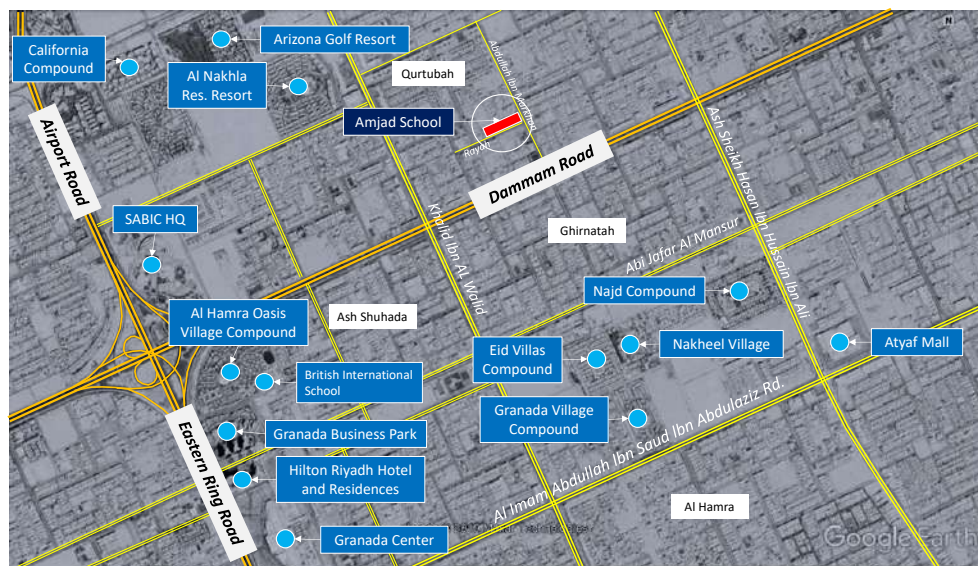 N
Arizona Golf Resort
California
Compound
Al Nakhla
Res. Resort
Qurtubah
Abdullah Ibn Markhan
Amjad School
Rayah
Airport Road
Dammam Road
Ash Sheikh Hasan Ibn Hussain Ibn Ali
SABIC HQ
Khalid Ibn AL Walid
Ghirnatah
Abi Jafar Al Mansur
Najd Compound
Al Hamra Oasis
Village Compound
Ash Shuhada
Eid Villas
Compound
Nakheel Village
Atyaf Mall
British International
School
Granada Village
Compound
Al Imam Abdullah Ibn Saud Ibn Abdulaziz Rd.
Granada Business Park
Eastern Ring Road
Hilton Riyadh Hotel
and Residences
Al Hamra
Granada Center
Google Earth